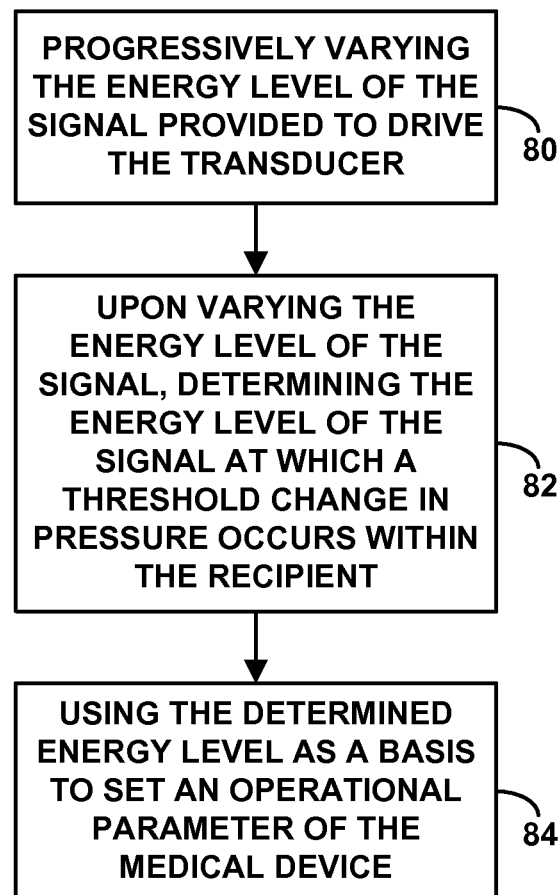 PROGRESSIVELY VARYING
THE ENERGY LEVEL OF THE
SIGNAL PROVIDED TO DRIVE
THE TRANSDUCER
80
UPON VARYING THE
ENERGY LEVEL OF THE
SIGNAL, DETERMINING THE
ENERGY LEVEL OF THE
SIGNAL AT WHICH A
THRESHOLD CHANGE IN
PRESSURE OCCURS WITHIN
THE RECIPIENT
82
USING THE DETERMINED
ENERGY LEVEL AS A BASIS
TO SET AN OPERATIONAL
PARAMETER OF THE
MEDICAL DEVICE
84